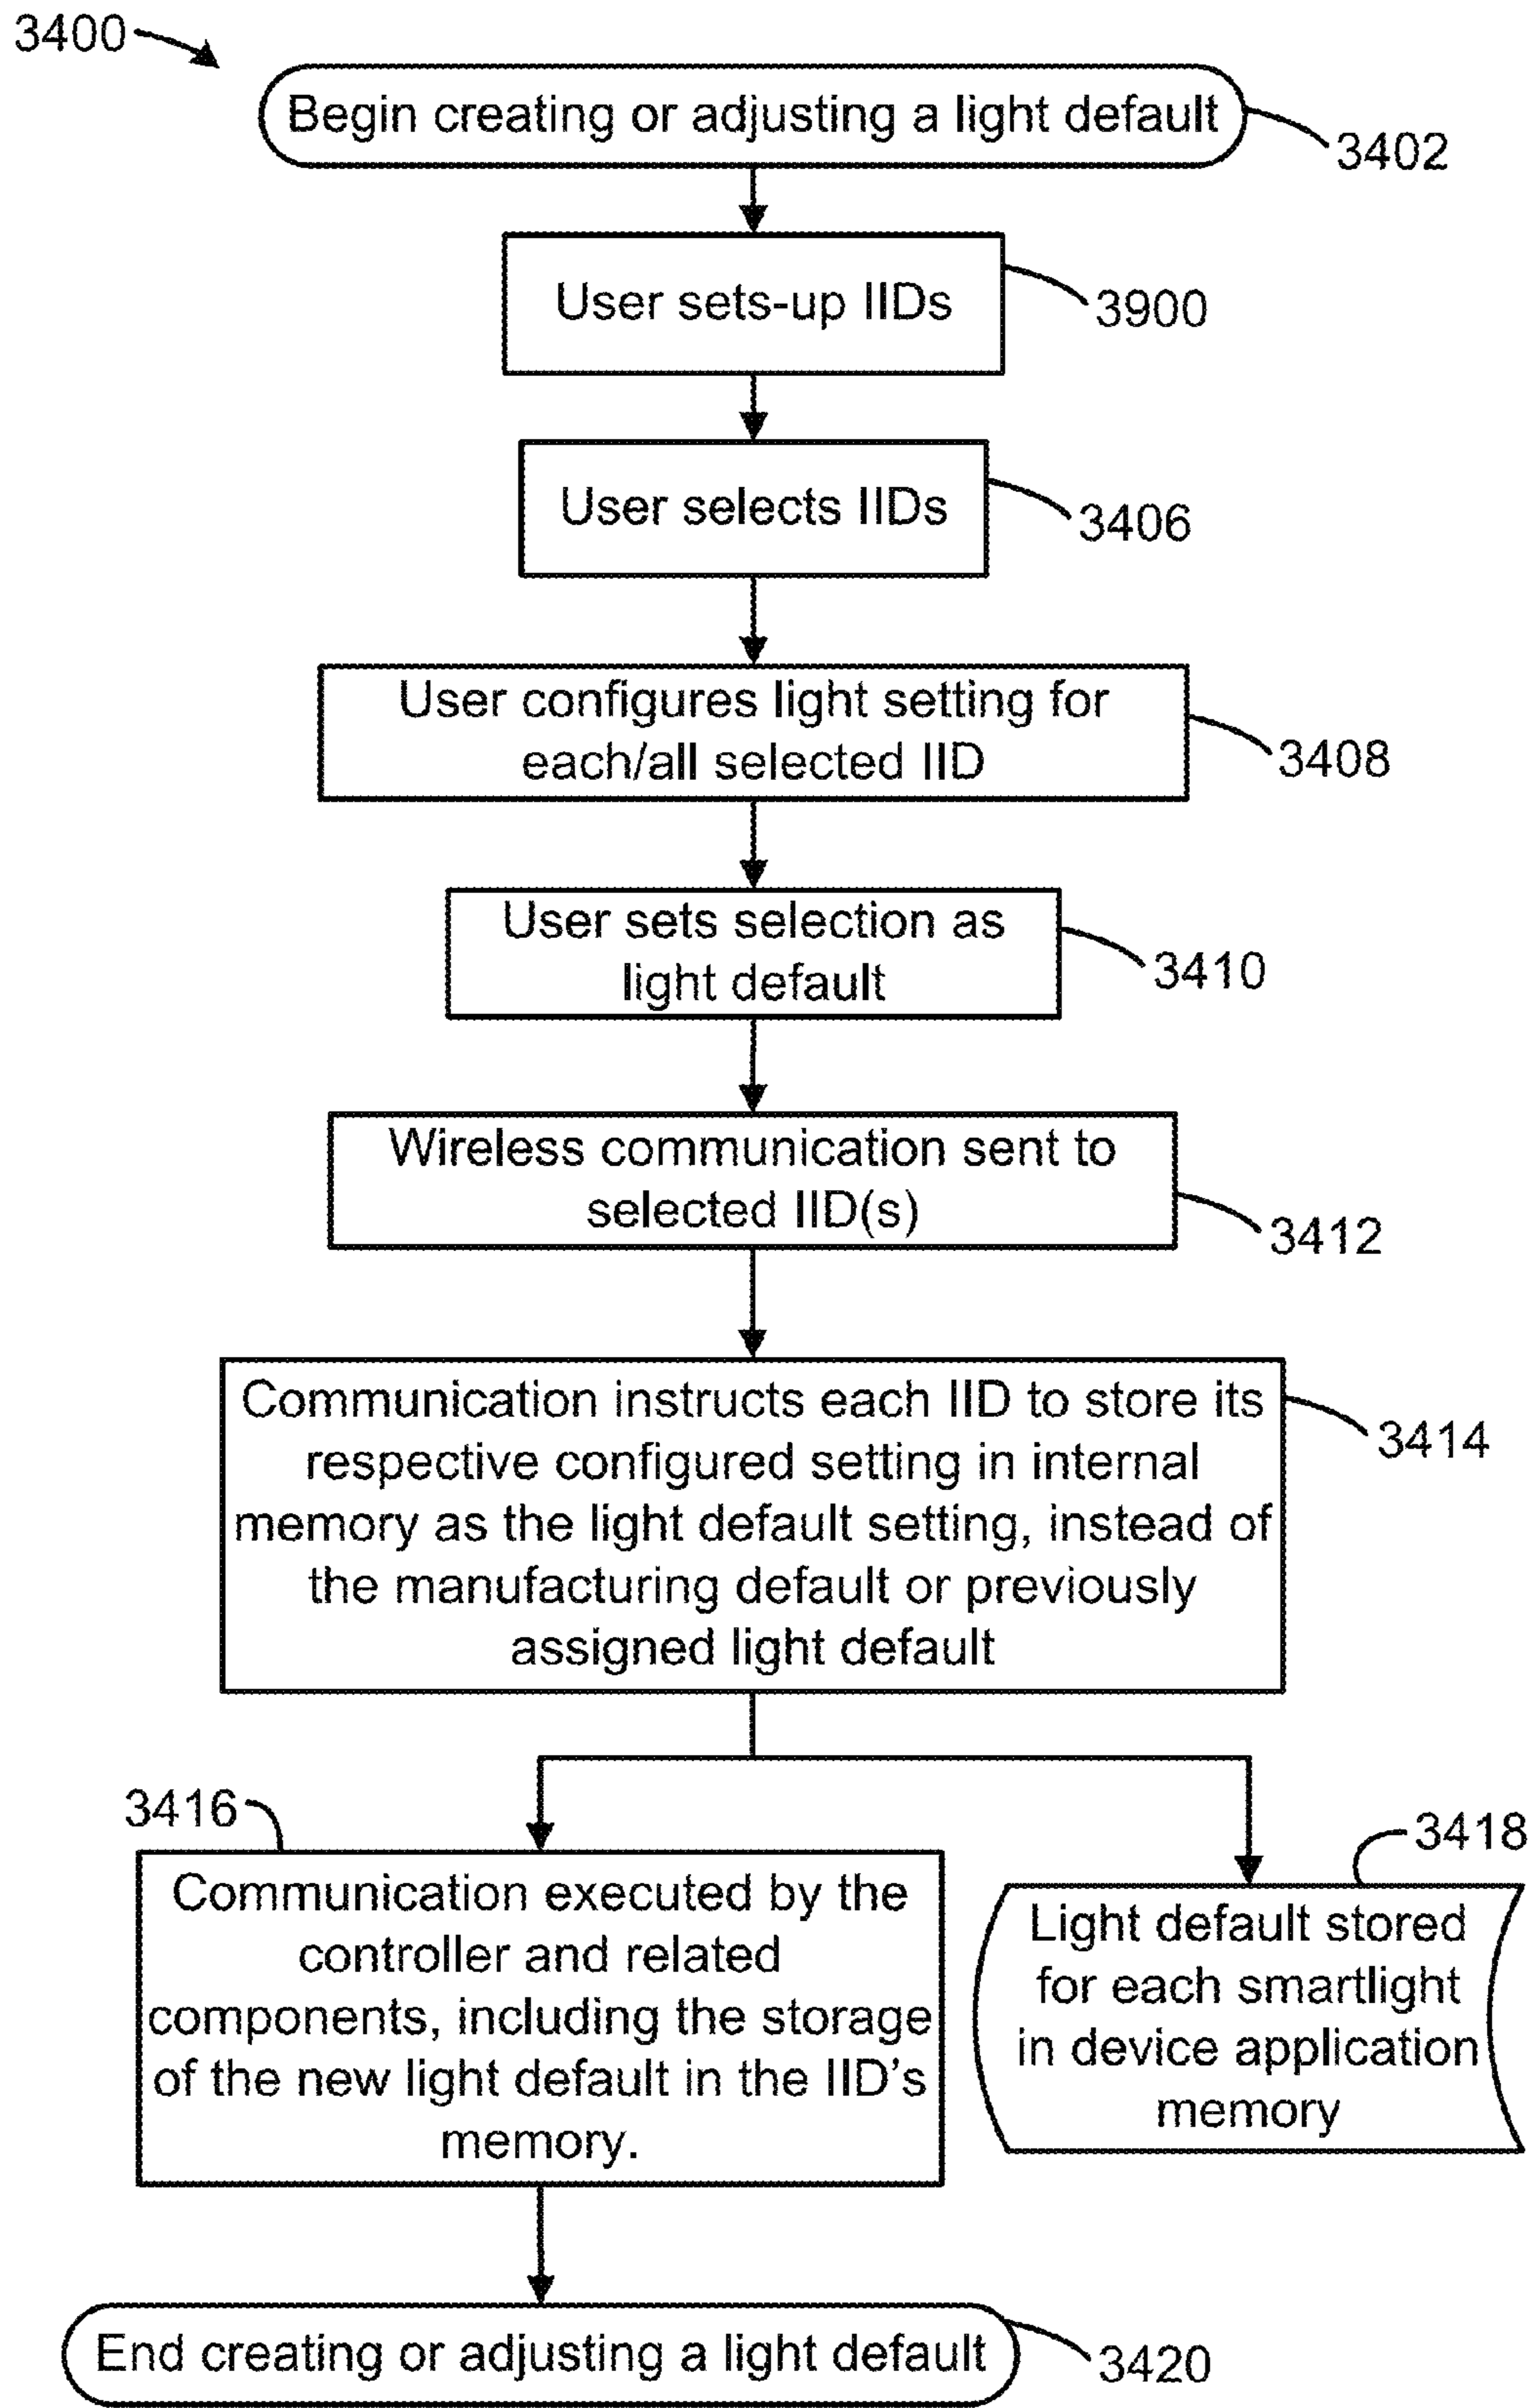 3400
Begin creating or adjusting a light default
3402
User sets-up IIDs
3900
User selects IIDs
3406
User configures light setting for
each/all selected IID
3408
User sets selection as
light default
3410
Wireless communication sent to
selected IID(s)
3412
Communication instructs each IID to store its
respective configured setting in internal
memory as the light default setting, instead of
the manufacturing default or previously
assigned light default
3414
3416
Communication executed by the
controller and related
components, including the storage
of the new light default in the IID's
memory.
3418
Light default stored
for each smartlight
in device application
memory
End creating or adjusting a light default
3420